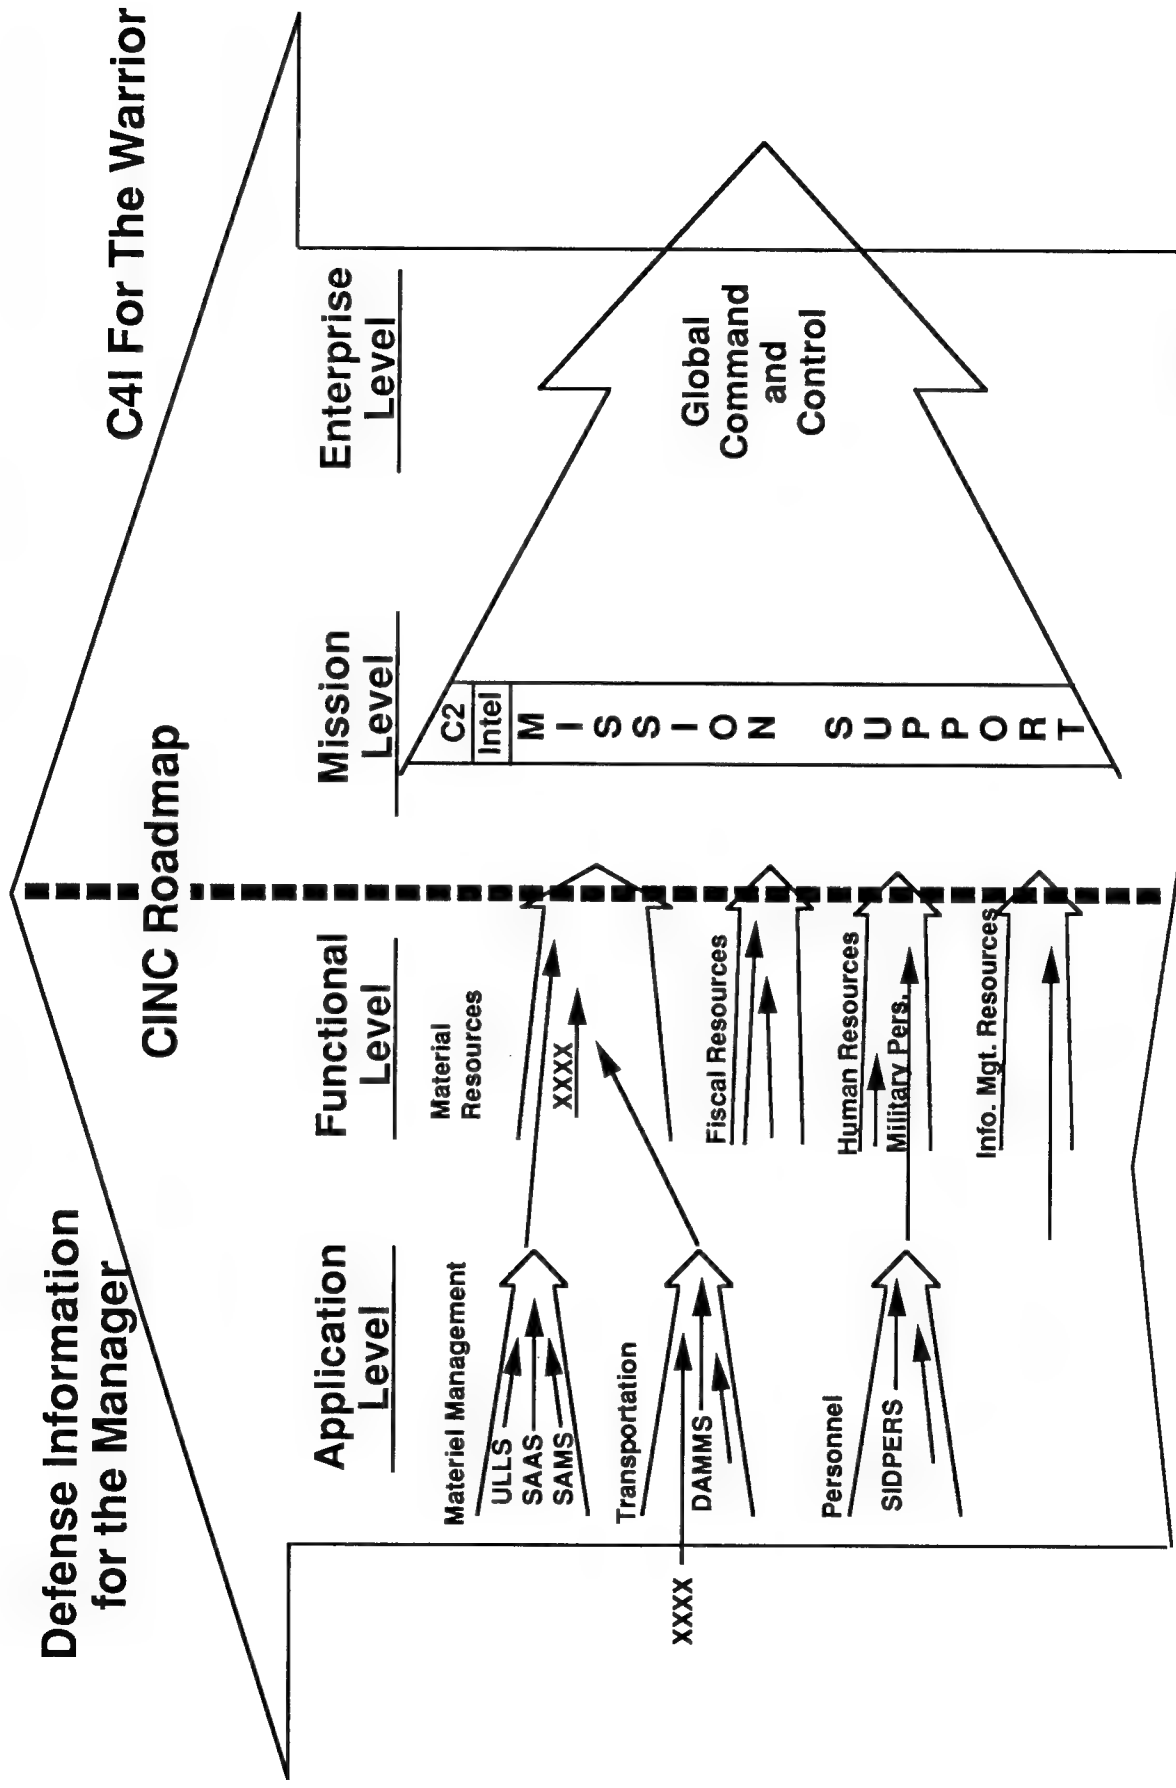 Defense Information
for the Manager
CINC Roadmap
C4I For The Warrior
Application
Level
Functional
Level
Mission
Level
Enterprise
Level
Materiel Management
ULLS
SAAS
SAMS
Transportation
XXXX
DAMMS
Personnel
SIDPERS
Material
Resources
XXXX
Fiscal Resources
Human Resources
Military Pers.
Info. Mgt. Resources
C2
Intel
MISSION SUPPORT
Global
Command
and
Control